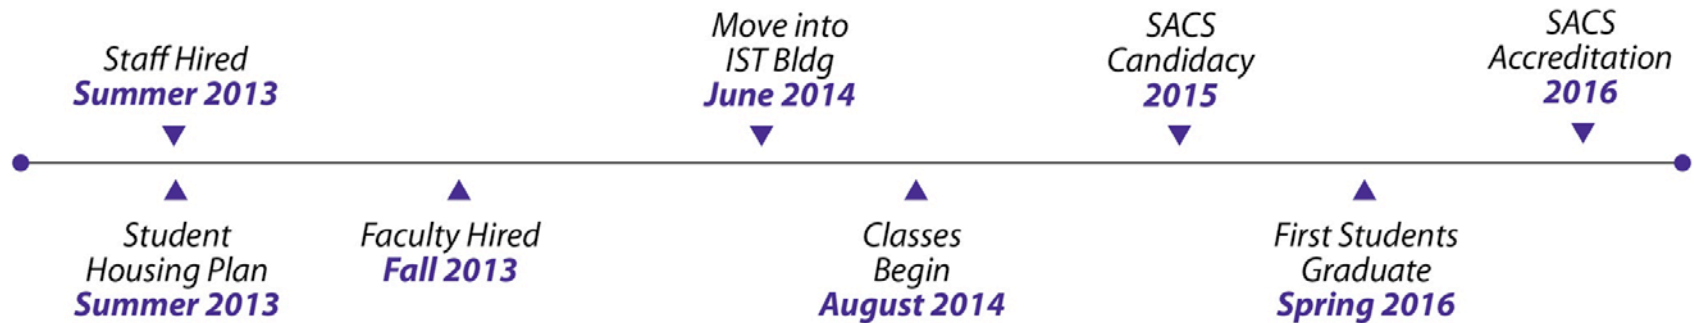 Staff Hired
Summer 2013
Move into
IST Bldg
June 2014
SACS
Candidacy
2015
SACS
Accreditation
2016
Student
Housing Plan
Summer 2013
Faculty Hired
Fall 2013
Classes
Begin
August 2014
First Students
Graduate
Spring 2016